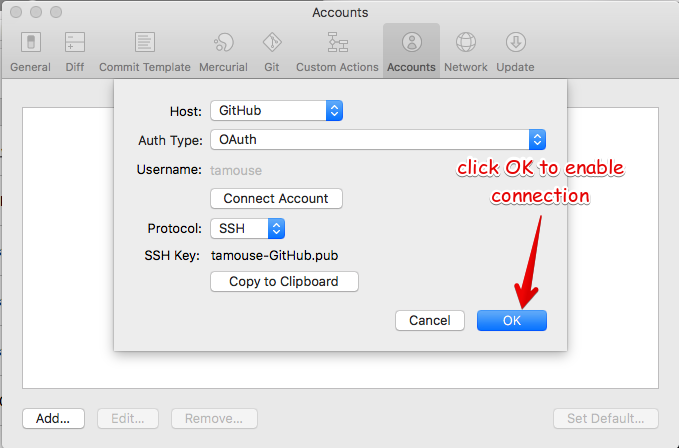 Accounts
General Diff Commit Template Mercurial Git Custom Actions Accounts Network Update
Host: GitHub
Auth Type: OAuth
Username: tamouse
click OK to enable
connection
Connect Account
Protocol: SSH
SSH Key: tamouse-GitHub.pub
Copy to Clipboard
Cancel OK
Add... Edit... Remove... Set Default...